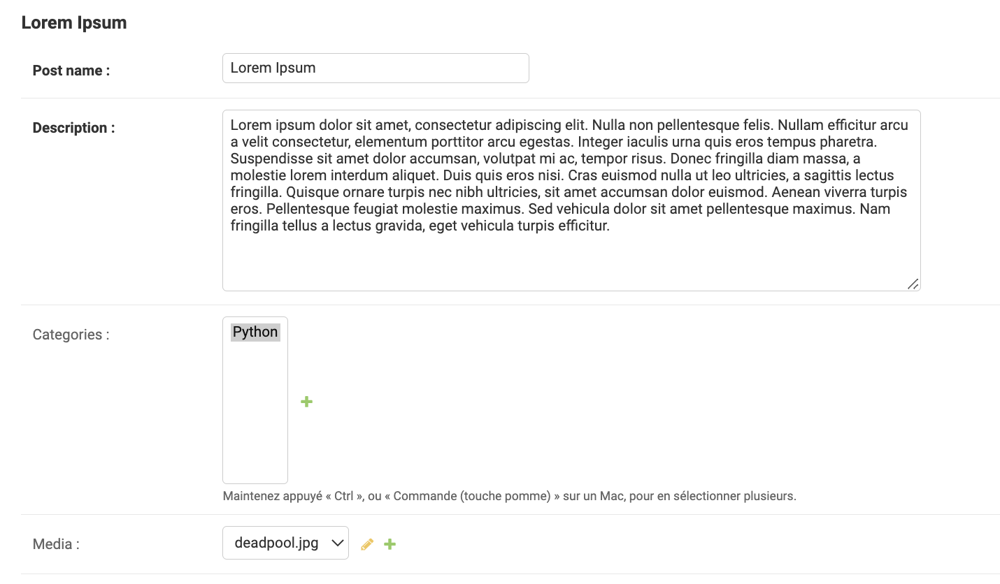 Lorem Ipsum
Post name :
Lorem Ipsum
Description :
Lorem ipsum dolor sit amet, consectetur adipiscing elit. Nulla non pellentesque felis. Nullam efficitur arcu
a velit consectetur, elementum porttitor arcu egestas. Integer iaculis urna quis eros tempus pharetra.
Suspendisse sit amet dolor accumsan, volutpat mi ac, tempor risus. Donec fringilla diam massa, a
molestie lorem interdum aliquet. Duis quis eros nisi. Cras euismod nulla ut leo ultricies, a sagittis lectus
fringilla. Quisque ornare turpis nec nibh ultricies, sit amet accumsan dolor euismod. Aenean viverra turpis
eros. Pellentesque feugiat molestie maximus. Sed vehicula dolor sit amet pellentesque maximus. Nam
fringilla tellus a lectus gravida, eget vehicula turpis efficitur.
Categories :
Python
Maintenez appuyé « Ctrl », ou « Commande (touche pomme) » sur un Mac, pour en sélectionner plusieurs.
Media :
deadpool.jpg